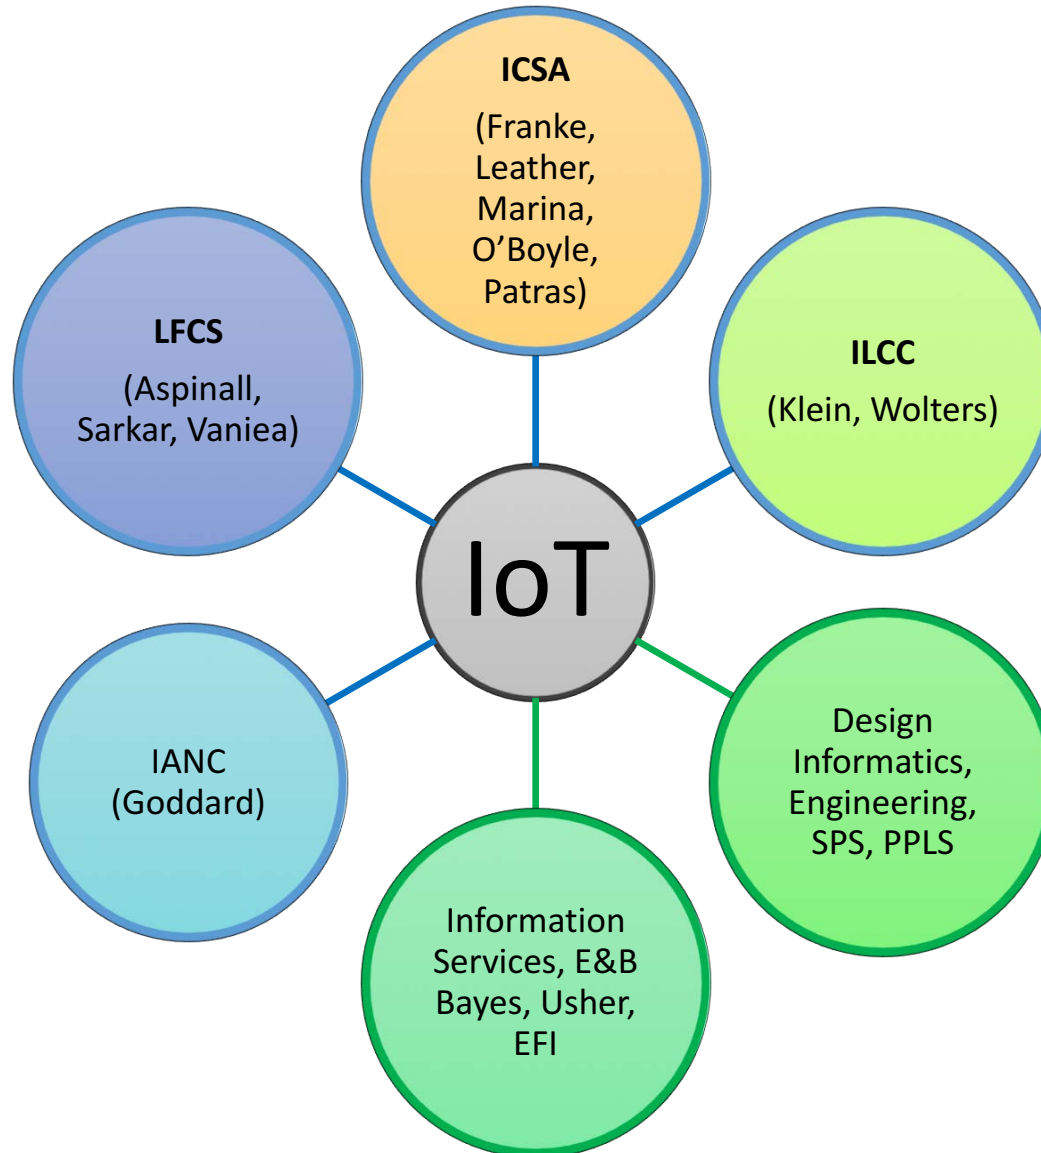 ICSA
(Franke,
Leather,
Marina,
O’Boyle,
Patras)
LFCS
(Aspinall,
Sarkar, Vaniea)
ILCC
(Klein, Wolters)
IoT
IANC
(Goddard)
Design
Informatics,
Engineering,
SPS, PPLS
Information
Services, E&B
Bayes, Usher,
EFI